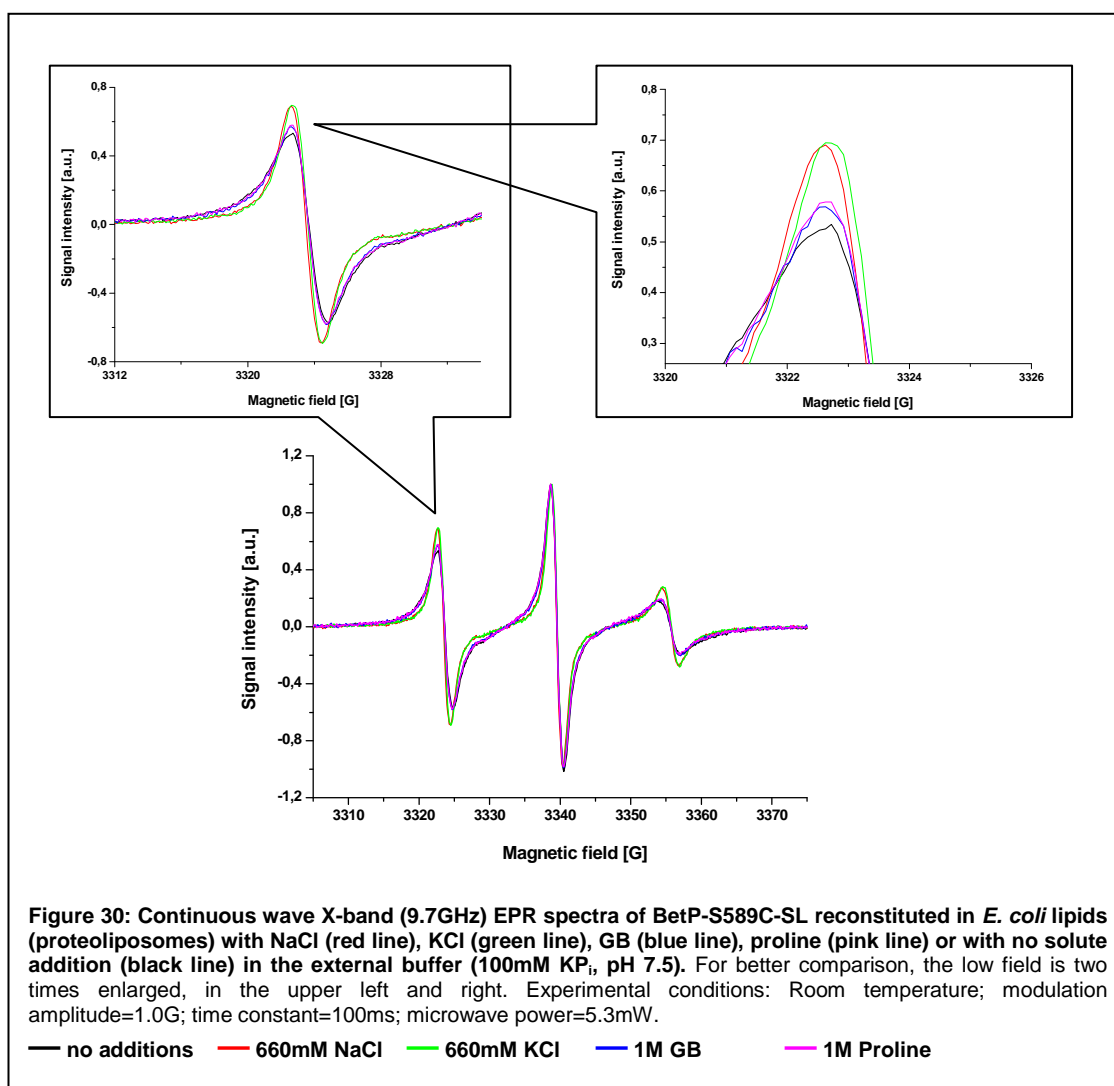 0,8
0,4
0,0
-0,4
-0,8
Signal intensity [a.u.]
3312 3320 3328
Magnetic field [G]
0,8
0,7
0,6
0,5
0,4
0,3
Signal intensity [a.u.]
3320 3322 3324 3326
Magnetic field [G]
1,2
0,8
0,4
0,0
-0,4
-0,8
-1,2
Signal intensity [a.u.]
3310 3320 3330 3340 3350 3360 3370
Magnetic field [G]
Figure 30: Continuous wave X-band (9.7GHz) EPR spectra of BetP-S589C-SL reconstituted in E. coli lipids
(proteoliposomes) with NaCl (red line), KCl (green line), GB (blue line), proline (pink line) or with no solute
addition (black line) in the external buffer (100mM KPi, pH 7.5). For better comparison, the low field is two
times enlarged, in the upper left and right. Experimental conditions: Room temperature; modulation
amplitude=1.0G; time constant=100ms; microwave power=5.3mW.
no additions 660mM NaCl 660mM KCl 1M GB 1M Proline